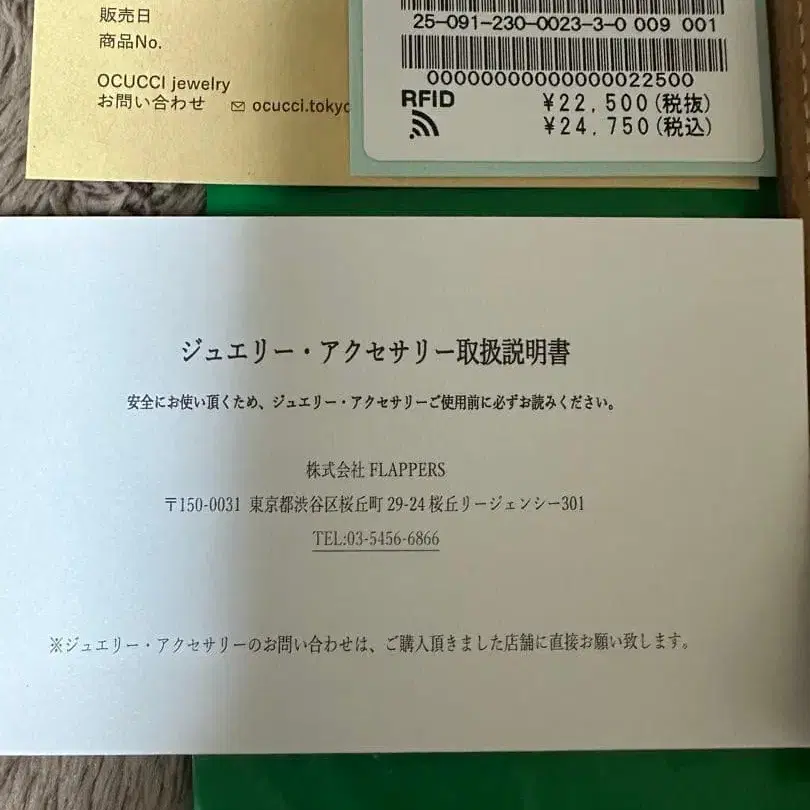 販売日
商品No.
OCUCCI jewelry
お問い合わせ ocucci.tokyo
25-091-230-0023-3-0 009 001
00000000000000022500
RFID
¥22,500(税抜)
¥24,750(税込)
ジュエリー・アクセサリー取扱説明書
安全にお使い頂くため、ジュエリー・アクセサリーご使用前に必ずお読みください。
株式会社 FLAPPERS
〒150-0031 東京都渋谷区桜丘町 29-24 桜丘リージェンシー301
TEL:03-5456-6866
※ジュエリー・アクセサリーのお問い合わせは、ご購入頂きました店舗に直接お願い致します。